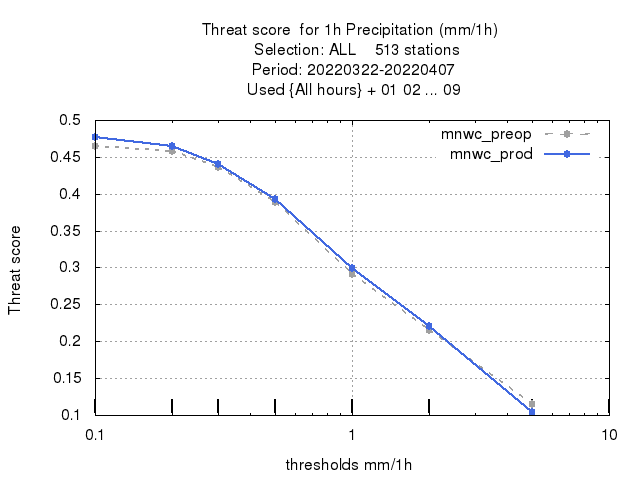 Threat score  for 1h Precipitation (mm/1h)
Selection: ALL    513 stations
Period: 20220322-20220407
Used {All hours} + 01 02 ... 09
mnwc_preop
mnwc_prod
0.5
0.45
0.4
0.35
0.3
0.25
0.2
0.15
0.1
Threat score
0.1 1 10
thresholds mm/1h